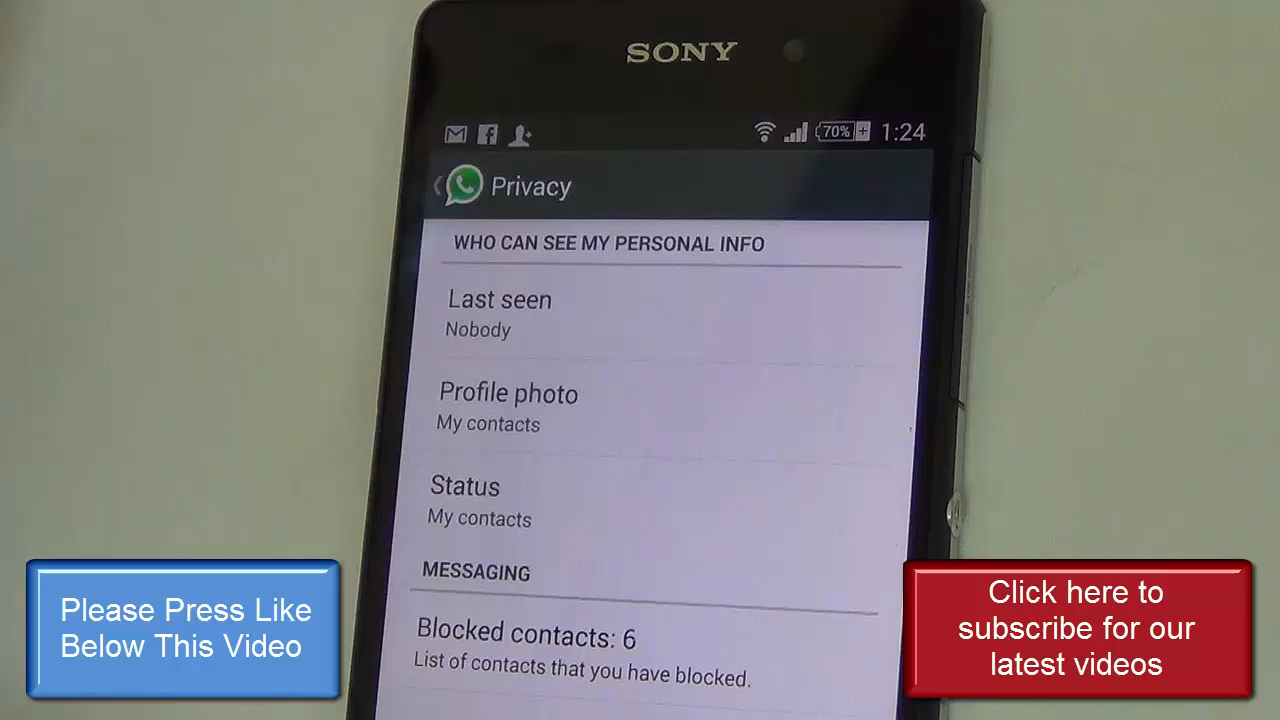 SONY
70% 1:24
Privacy
WHO CAN SEE MY PERSONAL INFO
Last seen
Nobody
Profile photo
My contacts
Status
My contacts
MESSAGING
Blocked contacts: 6
List of contacts that you have blocked.
Please Press Like
Below This Video
Click here to
subscribe for our
latest videos